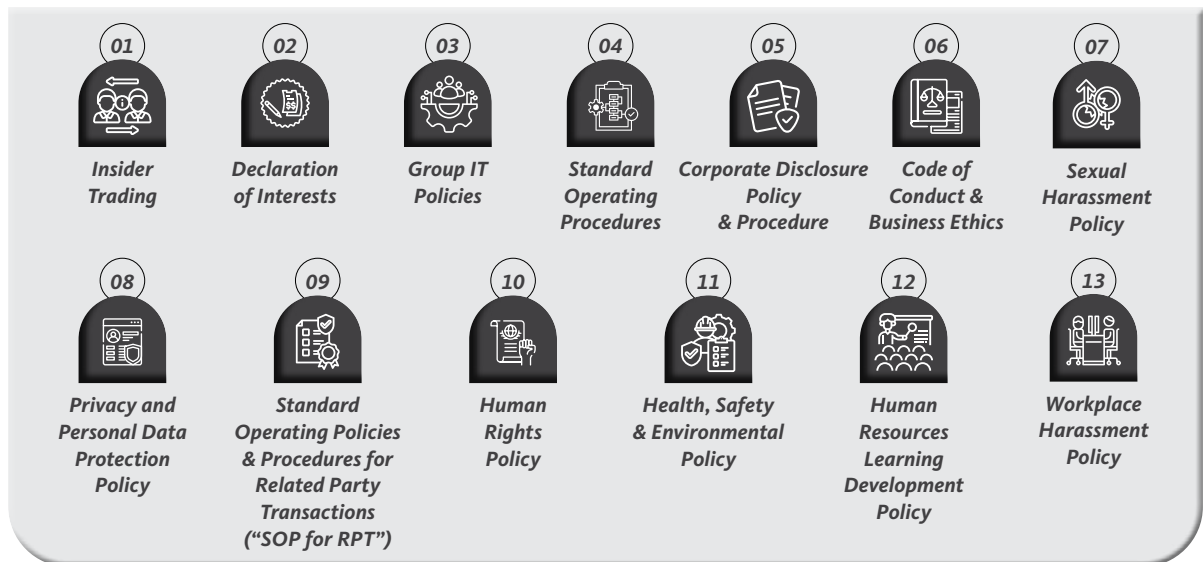 01
Insider
Trading
02
Declaration
of Interests
03
Group IT
Policies
04
Standard
Operating
Procedures
05
Corporate Disclosure
Policy
& Procedure
06
Code of
Conduct &
Business Ethics
07
Sexual
Harassment
Policy
08
Privacy and
Personal Data
Protection
Policy
09
Standard
Operating Policies
& Procedures for
Related Party
Transactions
(“SOP for RPT”)
10
Human
Rights
Policy
11
Health, Safety
& Environmental
Policy
12
Human
Resources
Learning
Development
Policy
13
Workplace
Harassment
Policy